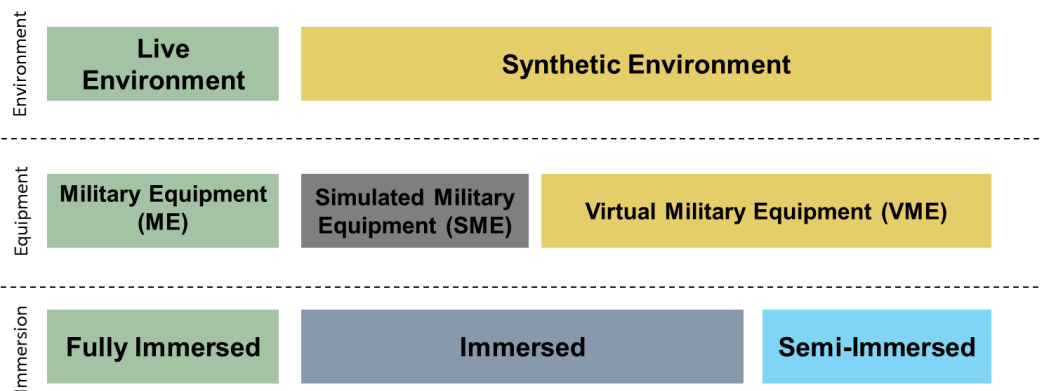 Environment
Live
Environment
Synthetic Environment
Equipment
Military Equipment
(ME)
Simulated Military
Equipment (SME)
Virtual Military Equipment (VME)
Immersion
Fully Immersed
Immersed
Semi-Immersed